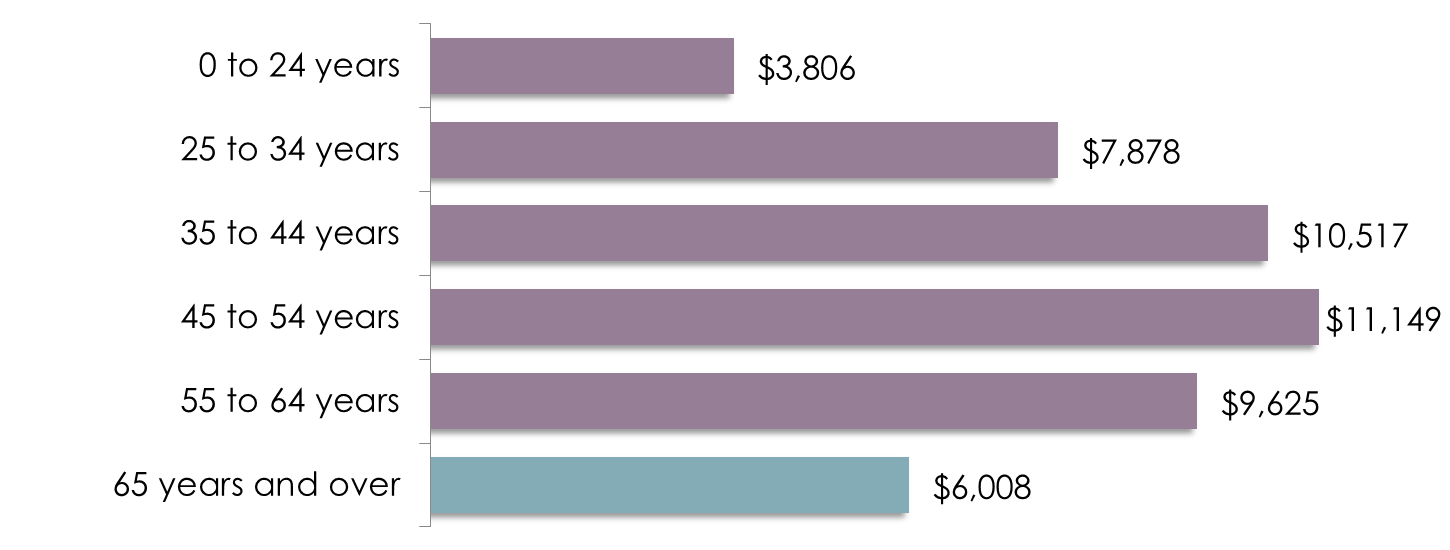 0 to 24 years $3,806
25 to 34 years $7,878
35 to 44 years $10,517
45 to 54 years $11,149
55 to 64 years $9,625
65 years and over $6,008